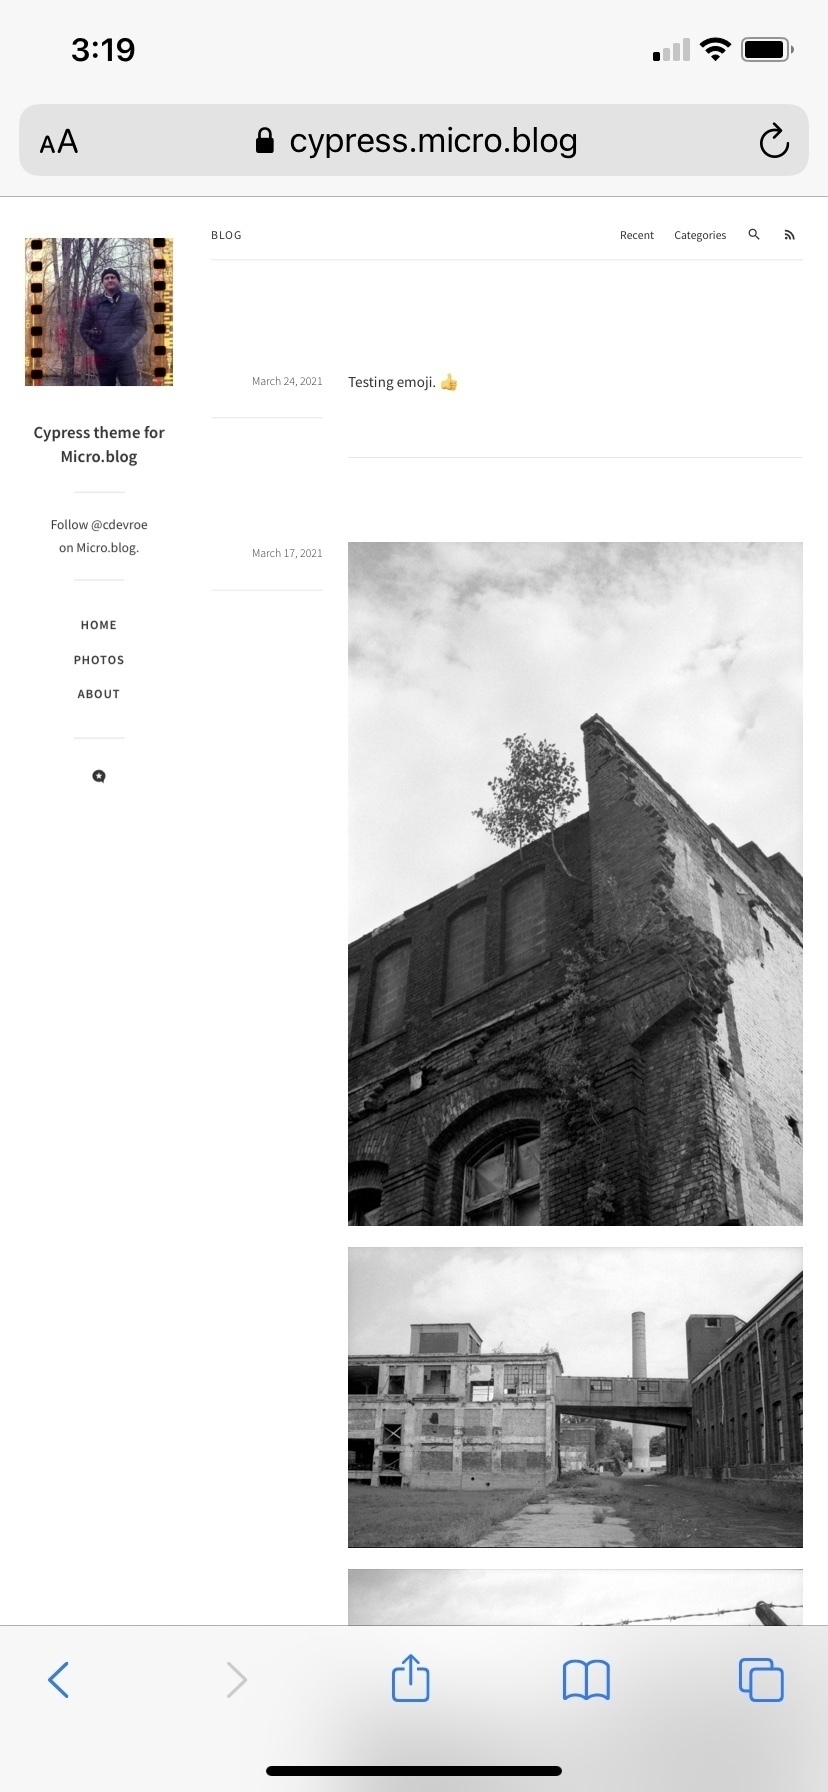 3:19
AA
cypress.micro.blog
BLOG
Recent Categories
Cypress theme for
Micro.blog
Follow @cdevroe
on Micro.blog.
HOME
PHOTOS
ABOUT
March 24, 2021
Testing emoji. 👍
March 17, 2021